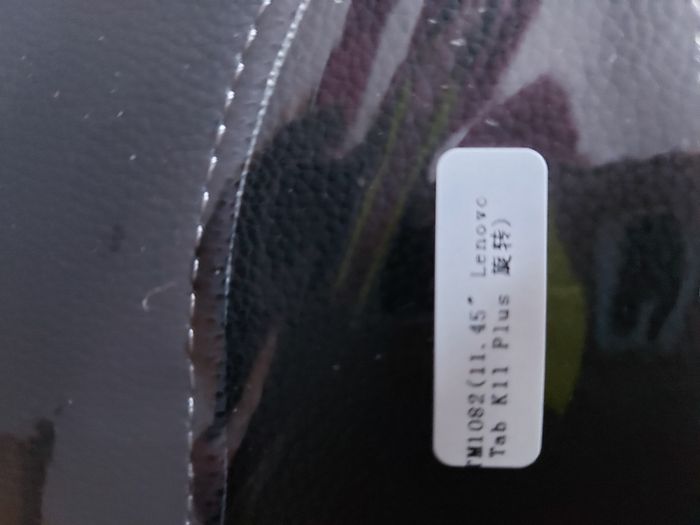 TM1082(11.45″ Lenovo
Tab K11 Plus 旋转)